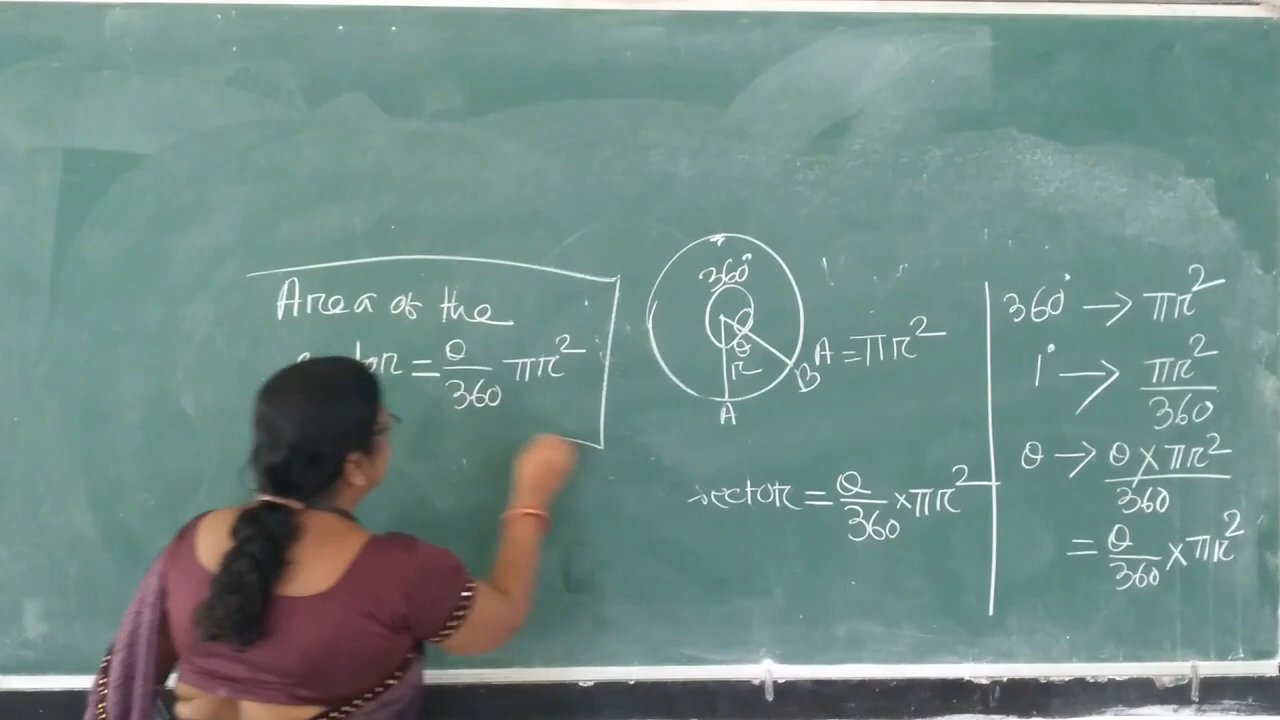 Area of the
= θ/360 πr²
360°
θ
r
A
B
A = πr²
sector = θ/360 × πr²
360° → πr²
1° → πr²/360
θ → θ × πr²/360
= θ/360 × πr²